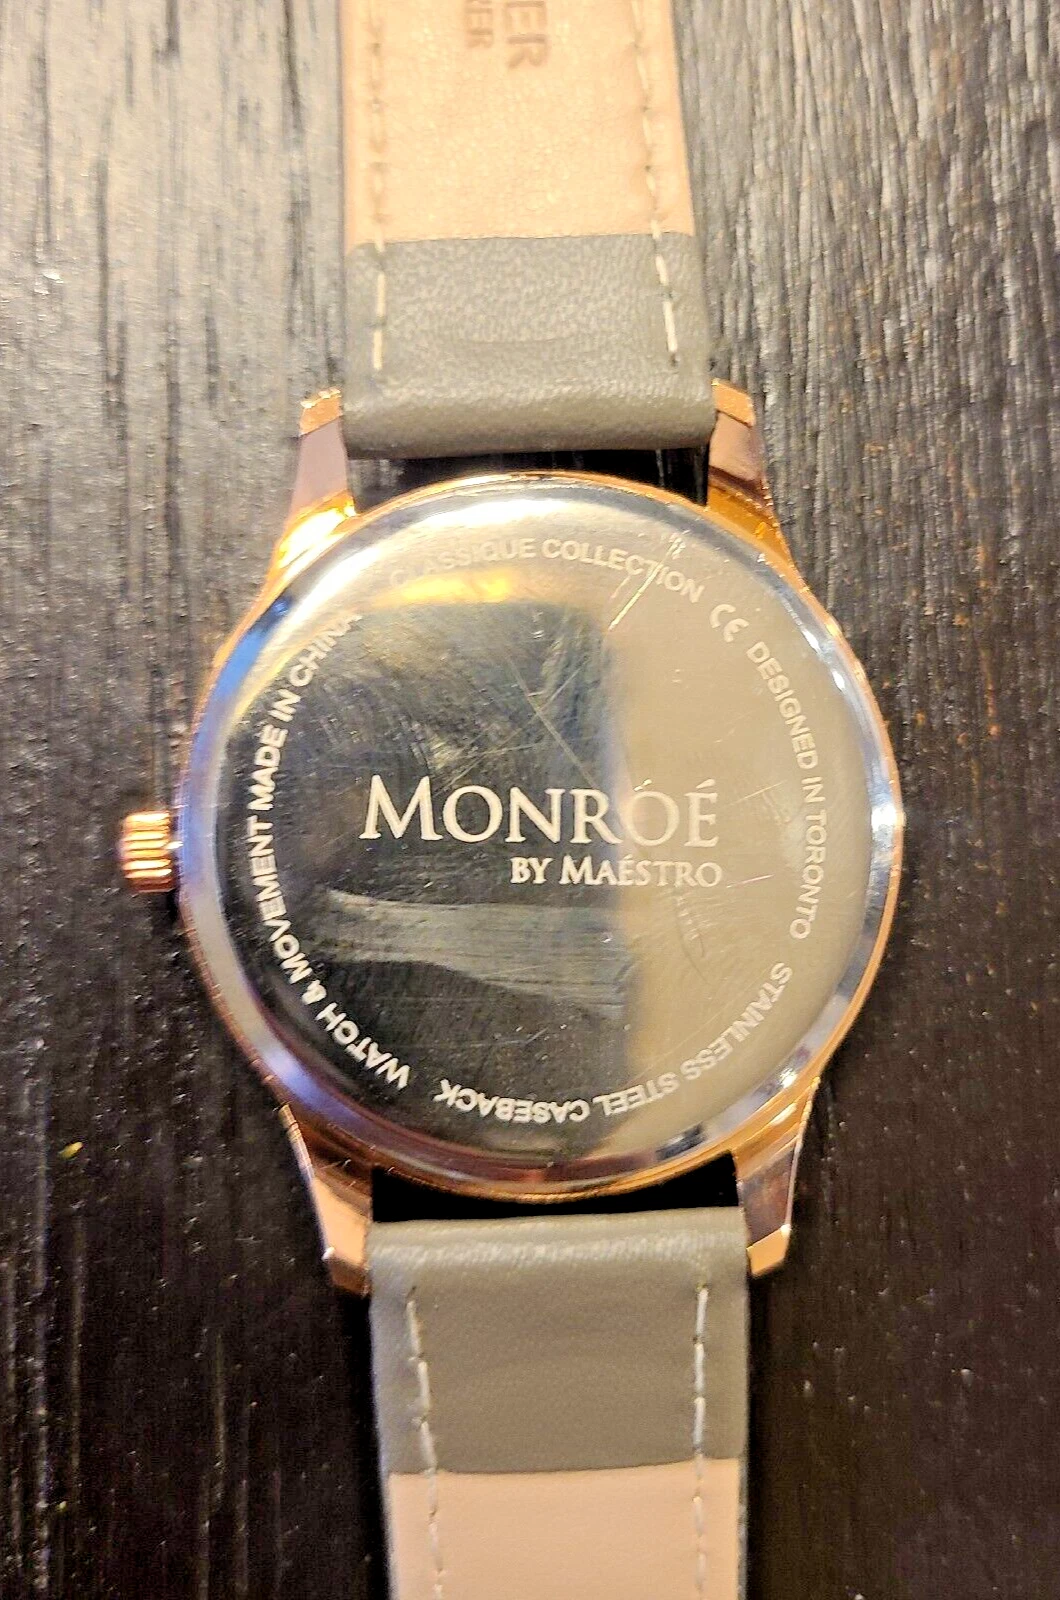 MONROÉ
BY MAÉSTRO
CLASSIQUE COLLECTION
CE DESIGNED IN TORONTO
STAINLESS STEEL CASEBACK
WATCH & MOVEMENT MADE IN CHINA